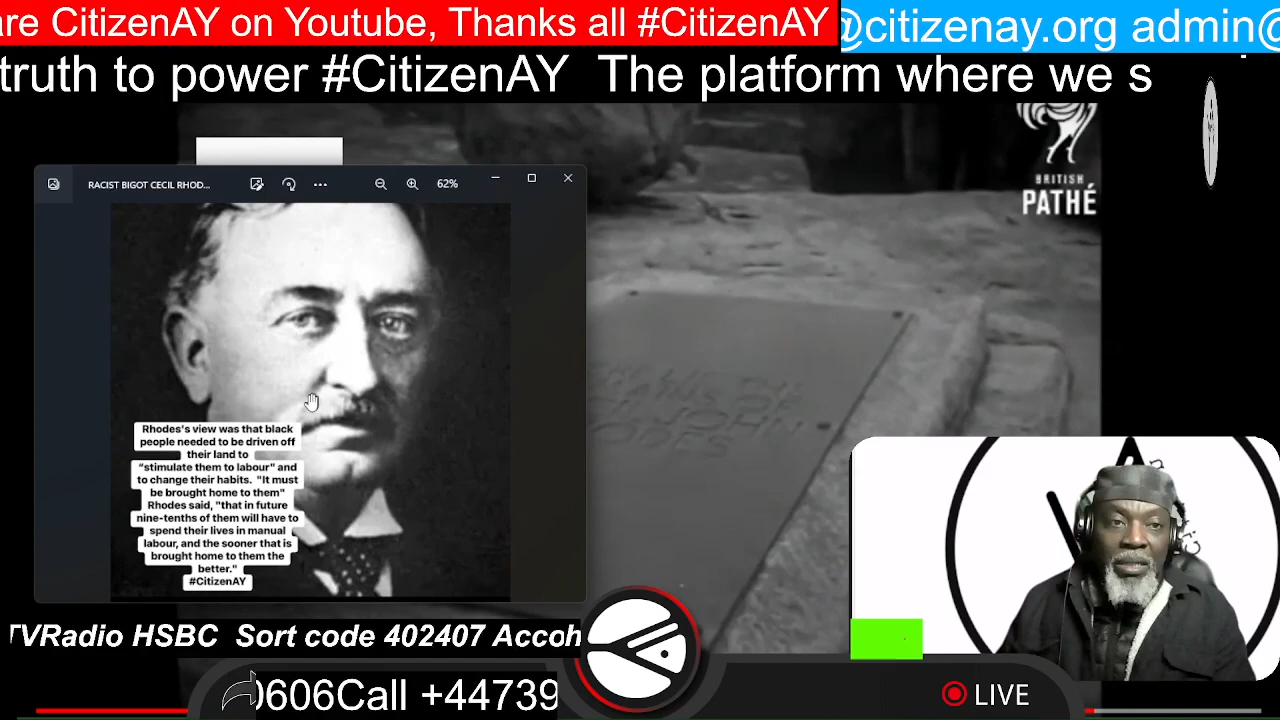 are CitizenAY on Youtube, Thanks all #CitizenAY
@citizenay.org admin@
truth to power #CitizenAY The platform where we s
BRITISH
PATHÉ
RACIST BIGOT CECIL RHOD...
62%
Rhodes's view was that black
people needed to be driven off
their land to
"stimulate them to labour" and
to change their habits. "It must
be brought home to them"
Rhodes said, "that in future
nine-tenths of them will have to
spend their lives in manual
labour, and the sooner that is
brought home to them the
better."
#CitizenAY
TVRadio HSBC Sort code 402407 Accoh
0606Call +44739
LIVE